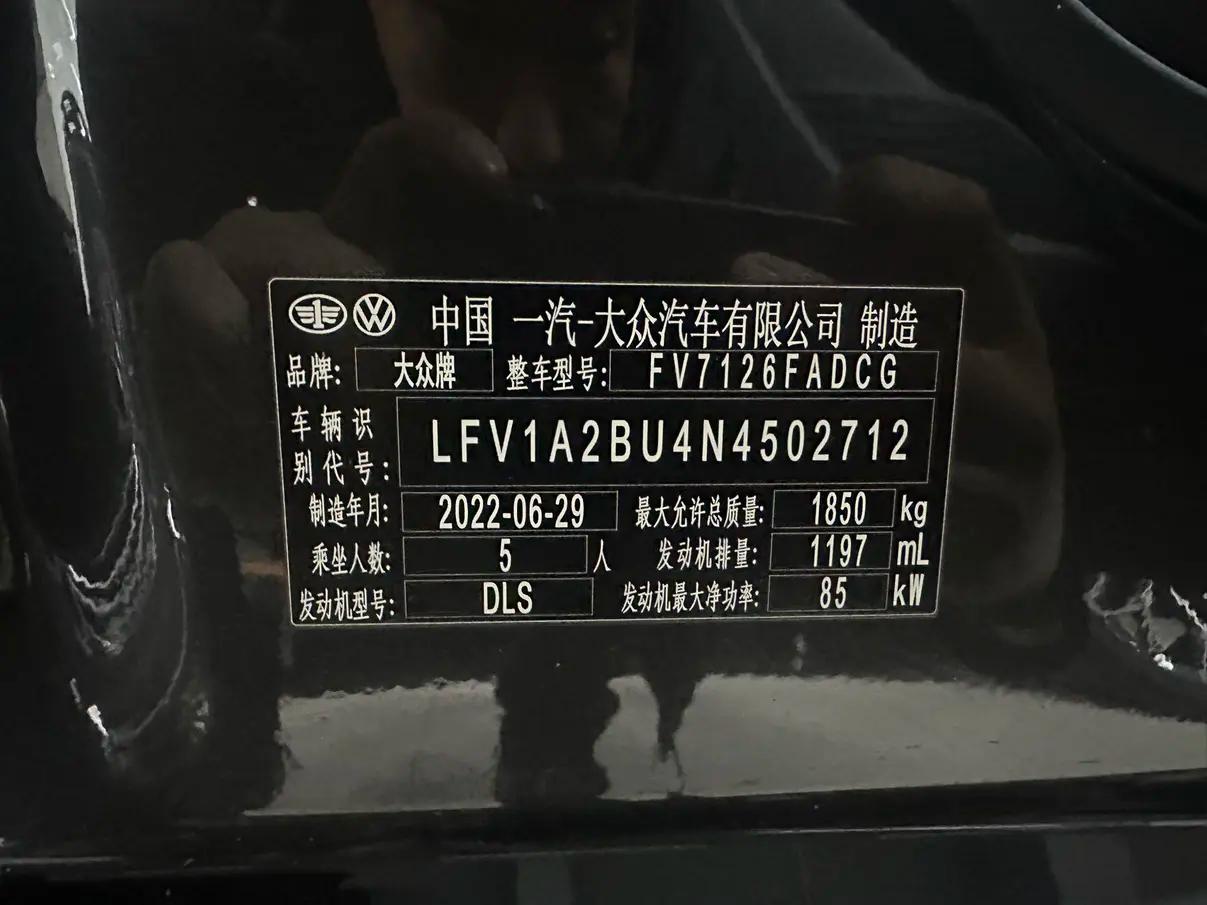 中国 一汽-大众汽车有限公司 制造
品牌: 大众牌 整车型号: FV7126FADCG
车辆识别代号: LFV1A2BU4N4502712
制造年月: 2022-06-29 最大允许总质量: 1850 kg
乘坐人数: 5 人 发动机排量: 1197 mL
发动机型号: DLS 发动机最大净功率: 85 kW